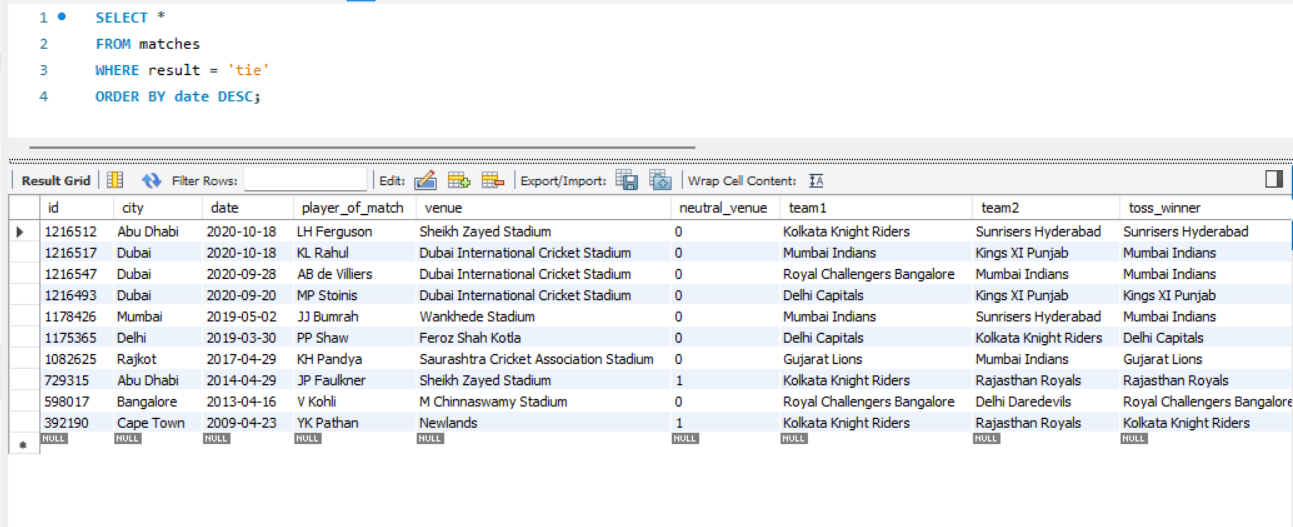 1 SELECT *
2 FROM matches
3 WHERE result = 'tie'
4 ORDER BY date DESC;
Result Grid Filter Rows: Edit: Export/Import: Wrap Cell Content:
id city date player_of_match venue neutral_venue team1 team2 toss_winner
1216512 Abu Dhabi 2020-10-18 LH Ferguson Sheikh Zayed Stadium 0 Kolkata Knight Riders Sunrisers Hyderabad Sunrisers Hyderabad
1216517 Dubai 2020-10-18 KL Rahul Dubai International Cricket Stadium 0 Mumbai Indians Kings XI Punjab Mumbai Indians
1216547 Dubai 2020-09-28 AB de Villiers Dubai International Cricket Stadium 0 Royal Challengers Bangalore Mumbai Indians Mumbai Indians
1216493 Dubai 2020-09-20 MP Stoinis Dubai International Cricket Stadium 0 Delhi Capitals Kings XI Punjab Kings XI Punjab
1178426 Mumbai 2019-05-02 JJ Bumrah Wankhede Stadium 0 Mumbai Indians Sunrisers Hyderabad Mumbai Indians
1175365 Delhi 2019-03-30 PP Shaw Feroz Shah Kotla 0 Delhi Capitals Kolkata Knight Riders Delhi Capitals
1082625 Rajkot 2017-04-29 KH Pandya Saurashtra Cricket Association Stadium 0 Gujarat Lions Mumbai Indians Gujarat Lions
729315 Abu Dhabi 2014-04-29 JP Faulkner Sheikh Zayed Stadium 1 Kolkata Knight Riders Rajasthan Royals Rajasthan Royals
598017 Bangalore 2013-04-16 V Kohli M Chinnaswamy Stadium 0 Royal Challengers Bangalore Delhi Daredevils Royal Challengers Bangalore
392190 Cape Town 2009-04-23 YK Pathan Newlands 1 Kolkata Knight Riders Rajasthan Royals Kolkata Knight Riders
NULL NULL NULL NULL NULL NULL NULL NULL NULL